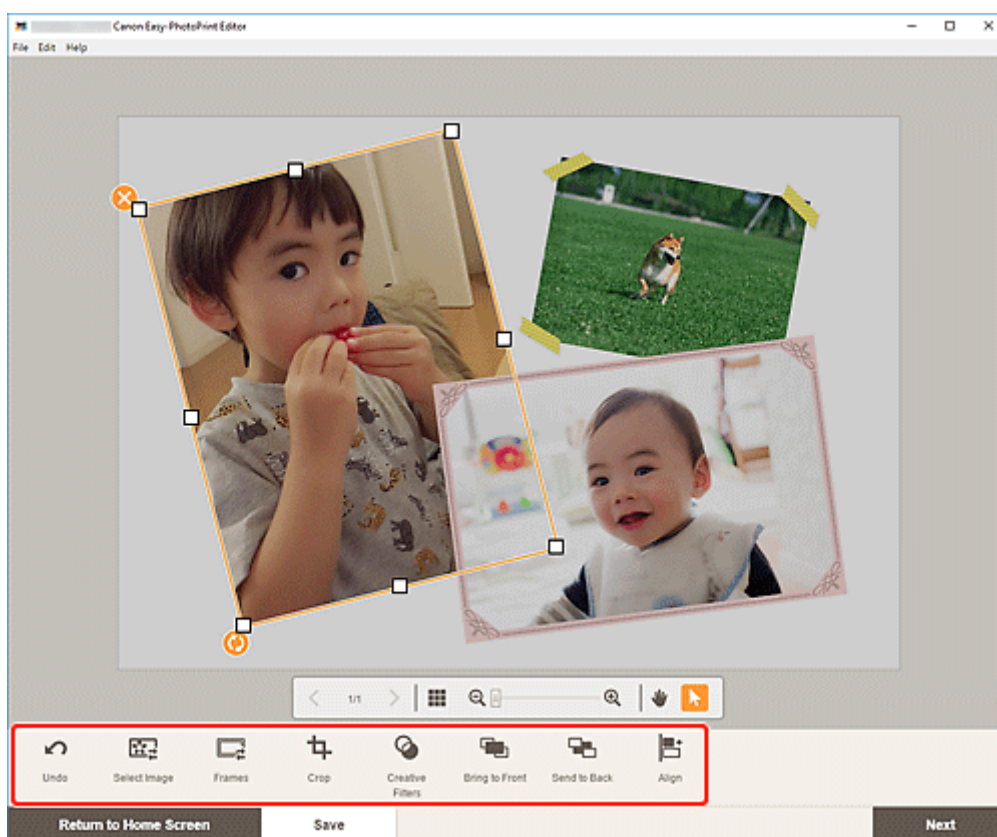 Canon Easy-PhotoPrint Editor
File Edit Help
1/1
Undo
Select Image
Frames
Crop
Creative
Filters
Bring to Front
Send to Back
Align
Return to Home Screen
Save
Next